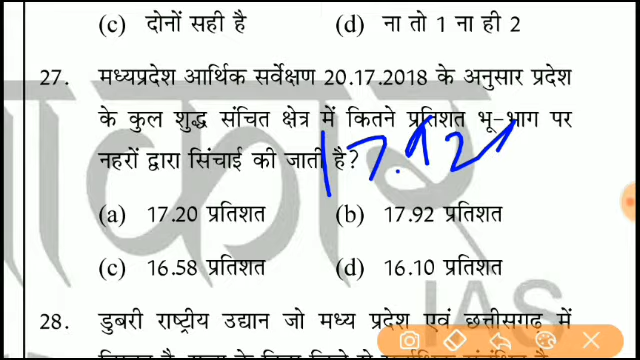 (c) दोनों सही है (d) ना तो 1 ना ही 2
27. मध्यप्रदेश आर्थिक सर्वेक्षण 20.17.2018 के अनुसार प्रदेश
के कुल शुद्ध संचित क्षेत्र में कितने प्रतिशत भू-भाग पर
नहरों द्वारा सिंचाई की जाती है?
17.92
(a) 17.20 प्रतिशत (b) 17.92 प्रतिशत
(c) 16.58 प्रतिशत (d) 16.10 प्रतिशत
IAS
28. डुबरी राष्ट्रीय उद्यान जो मध्य प्रदेश एवं छत्तीसगढ़ में